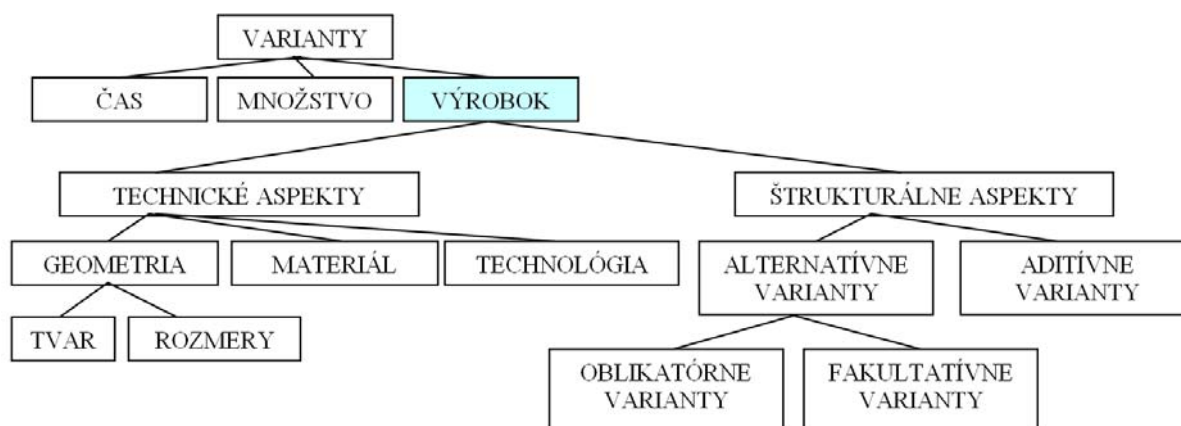 VARIANTY
ČAS
MNOŽSTVO
VÝROBOK
TECHNICKÉ ASPEKTY
ŠTRUKTURÁLNE ASPEKTY
GEOMETRIA
MATERIÁL
TECHNOLÓGIA
ALTERNATÍVNE
VARIANTY
ADITÍVNE
VARIANTY
TVAR
ROZMERY
OBLIKATÓRNE
VARIANTY
FAKULTATÍVNE
VARIANTY